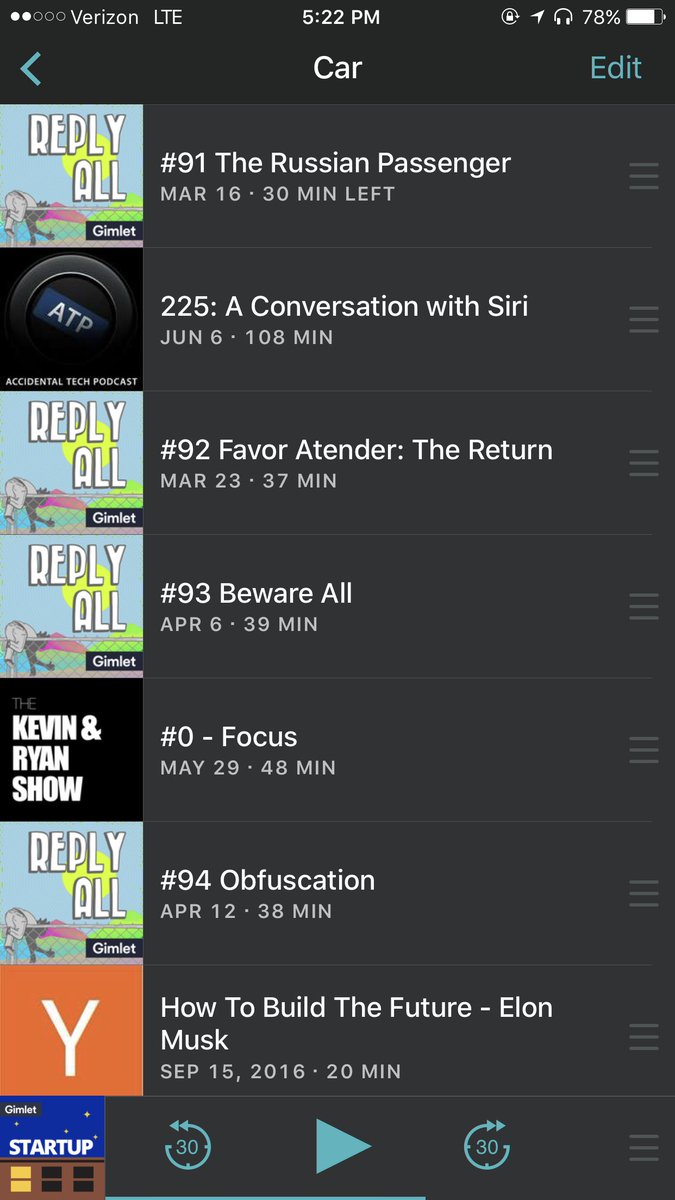 Verizon LTE 5:22 PM 78%
Car Edit
REPLY ALL
Gimlet
#91 The Russian Passenger
MAR 16 · 30 MIN LEFT
ATP
ACCIDENTAL TECH PODCAST
225: A Conversation with Siri
JUN 6 · 108 MIN
REPLY ALL
Gimlet
#92 Favor Atender: The Return
MAR 23 · 37 MIN
REPLY ALL
Gimlet
#93 Beware All
APR 6 · 39 MIN
THE
KEVIN &
RYAN
SHOW
#0 - Focus
MAY 29 · 48 MIN
REPLY ALL
Gimlet
#94 Obfuscation
APR 12 · 38 MIN
Y
How To Build The Future - Elon
Musk
SEP 15, 2016 · 20 MIN
Gimlet
STARTUP
30
30